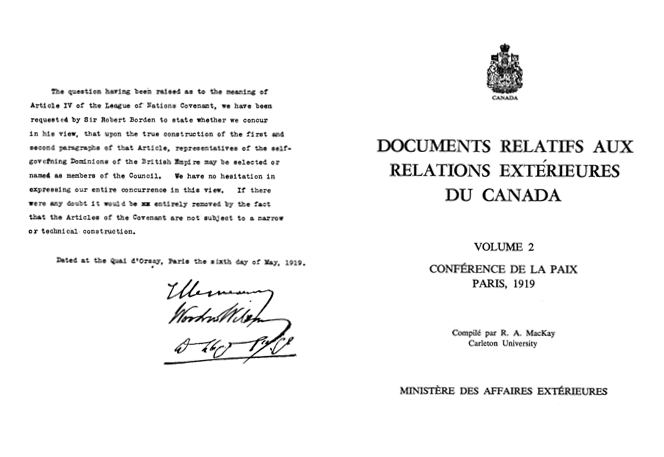 The question having been raised as to the meaning of
Article IV of the League of Nations Covenant, we have been
requested by Sir Robert Borden to state whether we concur
in his view, that upon the true construction of the first and
second paragraphs of that Article, representatives of the self-
governing Dominions of the British Empire may be selected or
named as members of the Council. We have no hesitation in
expressing our entire concurrence in this view. If there
were any doubt it would be xx entirely removed by the fact
that the Articles of the Covenant are not subject to a narrow
or technical construction.
Dated at the Quai d'Orsay, Paris the sixth day of May, 1919.
Woodrow Wilson
CANADA
DOCUMENTS RELATIFS AUX
RELATIONS EXTÉRIEURES
DU CANADA
VOLUME 2
CONFÉRENCE DE LA PAIX
PARIS, 1919
Compilé par R. A. MacKay
Carleton University
MINISTÈRE DES AFFAIRES EXTÉRIEURES